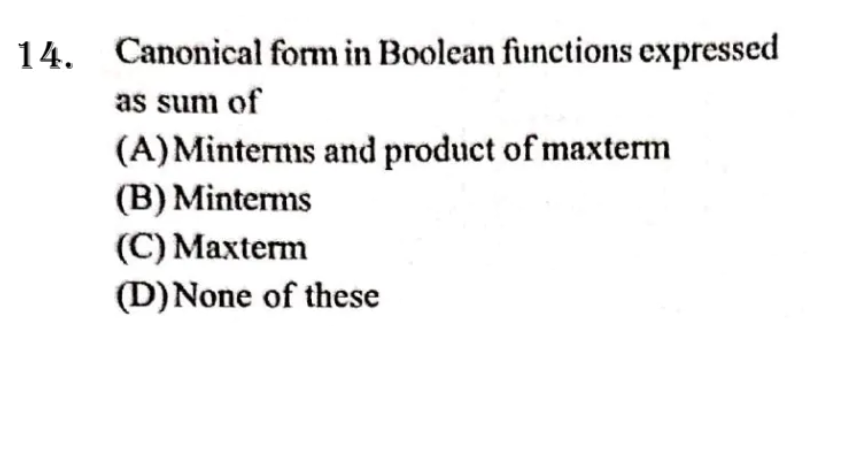 14. Canonical form in Boolean functions expressed
as sum of
(A) Minterms and product of maxterm
(B) Minterms
(C) Maxterm
(D) None of these